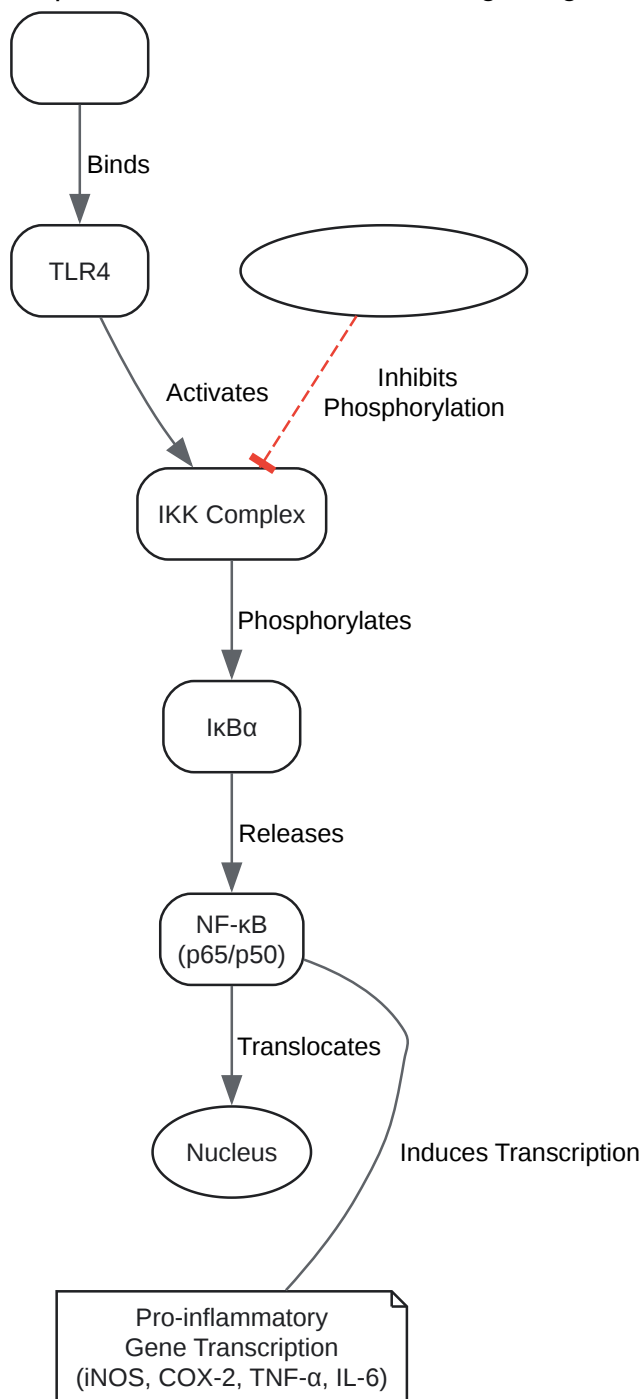 Binds
TLR4
Activates
Inhibits
Phosphorylation
IKK Complex
Phosphorylates
IκBα
Releases
NF-κB
(p65/p50)
Translocates
Nucleus
Induces Transcription
Pro-inflammatory
Gene Transcription
(iNOS, COX-2, TNF-α, IL-6)